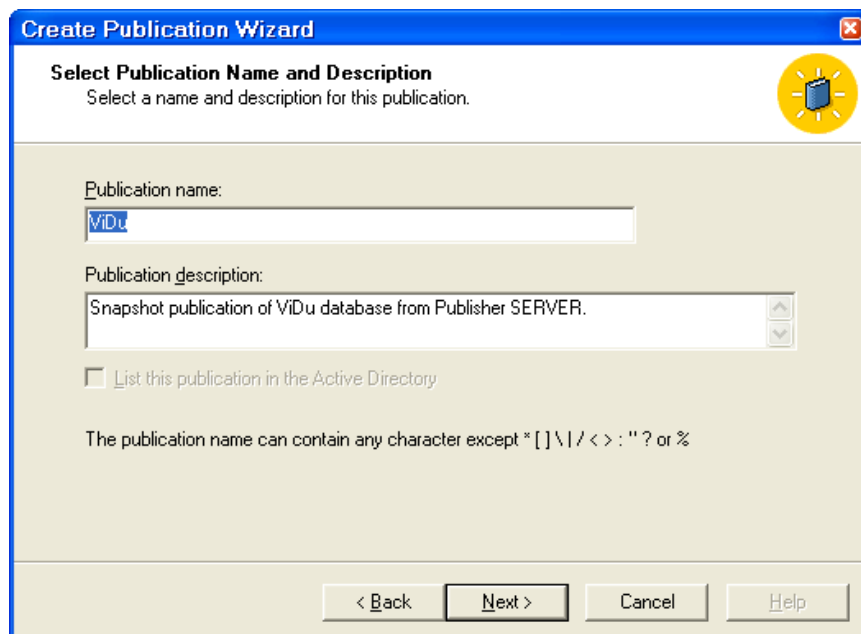 Create Publication Wizard
Select Publication Name and Description
Select a name and description for this publication.
Publication name:
ViDu
Publication description:
Snapshot publication of ViDu database from Publisher SERVER.
List this publication in the Active Directory
The publication name can contain any character except * [ ] \ | / < > : " ? or %
< Back
Next >
Cancel
Help